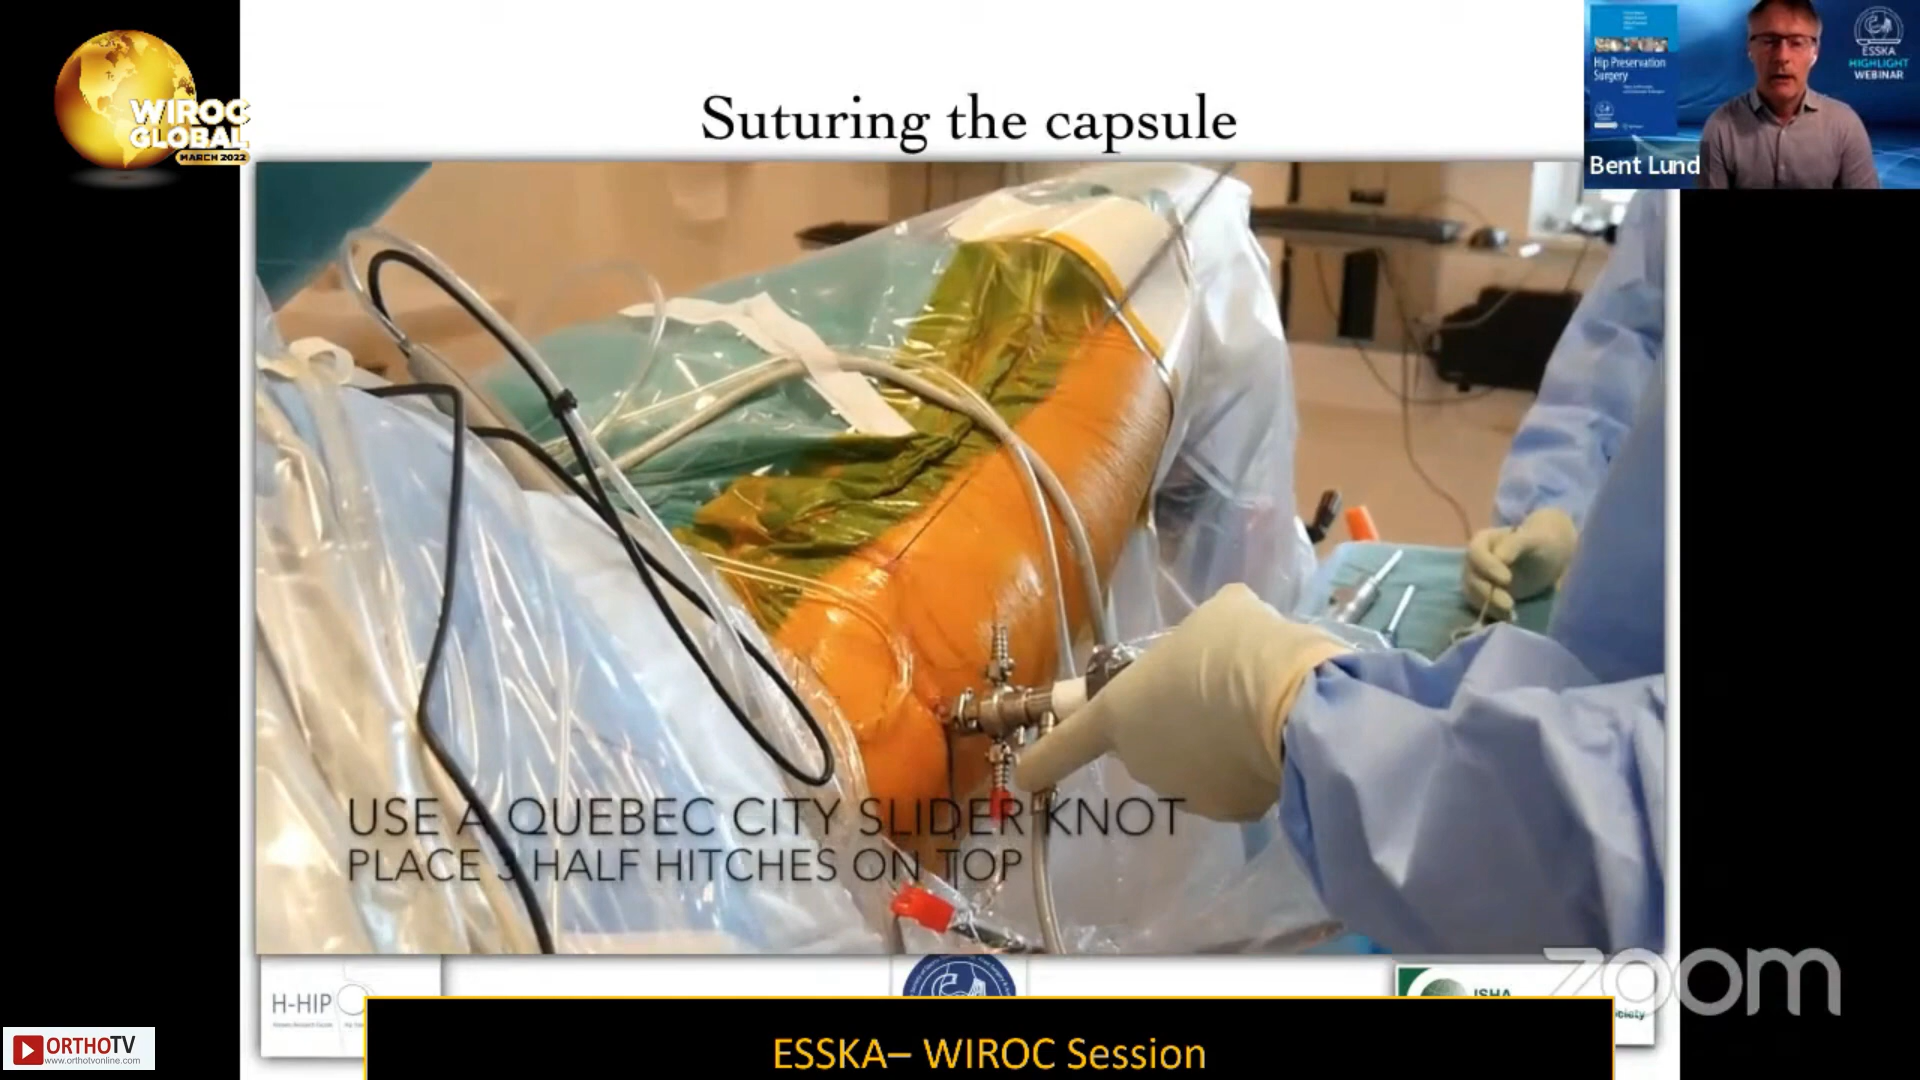 WIROC
GLOBAL
MARCH 2022
Suturing the capsule
Hip Preservation
Surgery
ESSKA
HIGHLIGHT
WEBINAR
Bent Lund
USE A QUEBEC CITY SLIDER KNOT
PLACE 3 HALF HITCHES ON TOP
H-HIP
ISHA
zoom
ORTHOTV
www.orthotvonline.com
ESSKA– WIROC Session